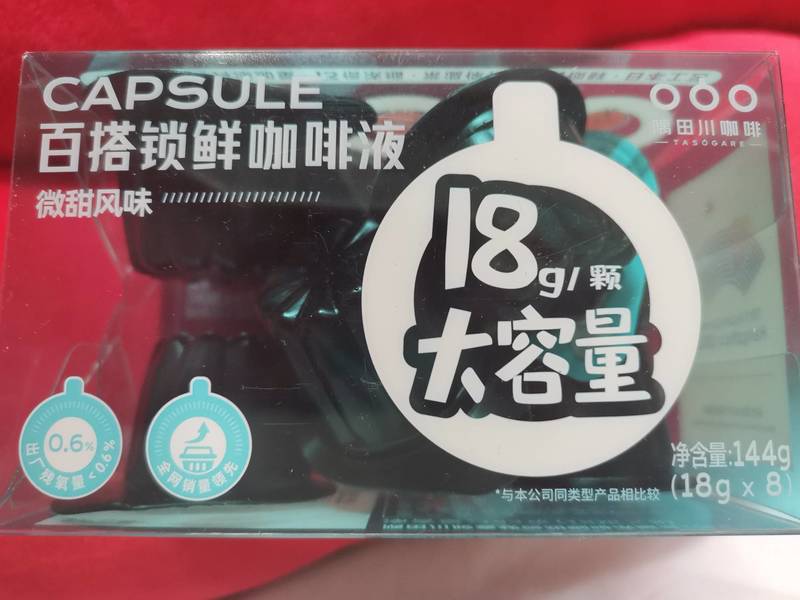 CAPSULE
百搭锁鲜咖啡液
微甜风味
隅田川咖啡
TASOGARE
18g/颗
大容量
0.6%
出厂残氧量<0.6%
全网销量领先
净含量:144g
(18g x 8)
*与本公司同类型产品相比较